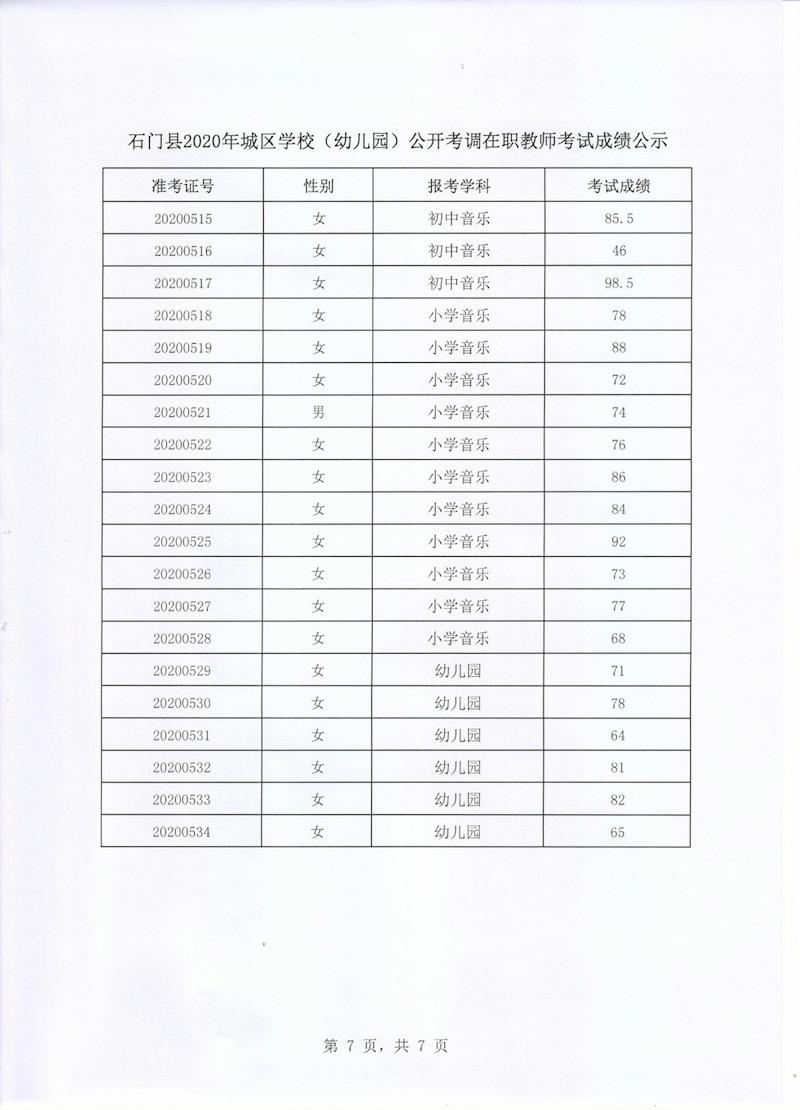 石门县2020年城区学校（幼儿园）公开考调在职教师考试成绩公示
准考证号 性别 报考学科 考试成绩
20200515 女 初中音乐 85.5
20200516 女 初中音乐 46
20200517 女 初中音乐 98.5
20200518 女 小学音乐 78
20200519 女 小学音乐 88
20200520 女 小学音乐 72
20200521 男 小学音乐 74
20200522 女 小学音乐 76
20200523 女 小学音乐 86
20200524 女 小学音乐 84
20200525 女 小学音乐 92
20200526 女 小学音乐 73
20200527 女 小学音乐 77
20200528 女 小学音乐 68
20200529 女 幼儿园 71
20200530 女 幼儿园 78
20200531 女 幼儿园 64
20200532 女 幼儿园 81
20200533 女 幼儿园 82
20200534 女 幼儿园 65
第 7 页，共 7 页